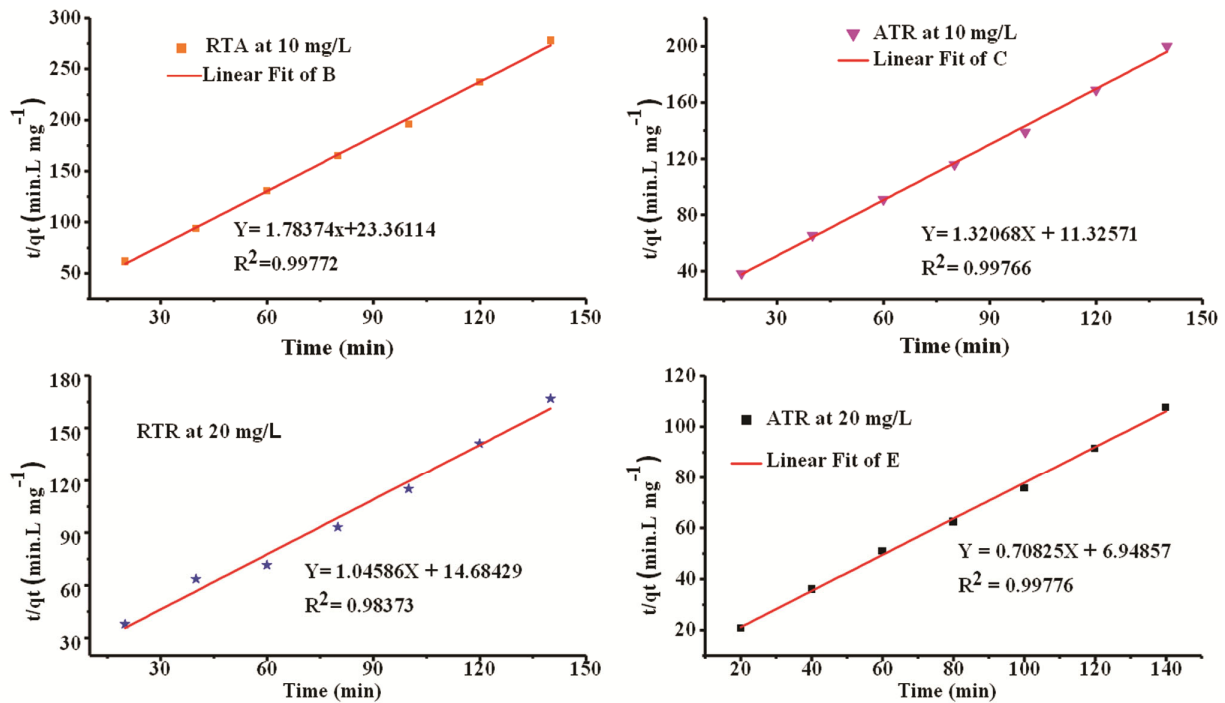 300
250
200
150
100
50
t/qt (min.L mg-1)
RTA at 10 mg/L
Linear Fit of B
Y= 1.78374x+23.36114
R2=0.99772
30 60 90 120 150
Time (min)
200
160
120
80
40
t/qt (min.L mg-1)
ATR at 10 mg/L
Linear Fit of C
Y= 1.32068X + 11.32571
R2 = 0.99766
30 60 90 120 150
Time (min)
180
150
120
90
60
30
t/qt (min.L mg-1)
RTR at 20 mg/L
Y= 1.04586X + 14.68429
R2 = 0.98373
30 60 90 120 150
Time (min)
120
100
80
60
40
20
t/qt (min.L mg-1)
ATR at 20 mg/L
Linear Fit of E
Y = 0.70825X + 6.94857
R2 = 0.99776
20 40 60 80 100 120 140
Time (min)